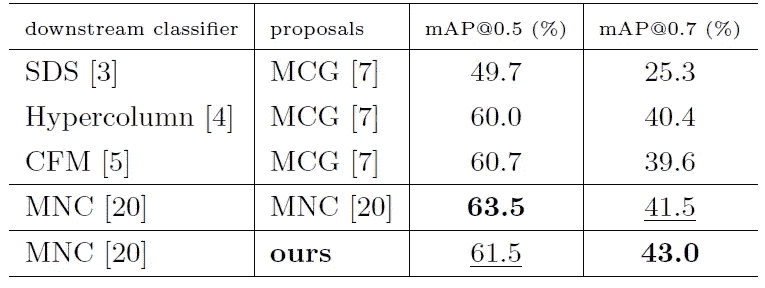 downstream classifier proposals mAP@0.5 (%) mAP@0.7 (%)
SDS [3] MCG [7] 49.7 25.3
Hypercolumn [4] MCG [7] 60.0 40.4
CFM [5] MCG [7] 60.7 39.6
MNC [20] MNC [20] 63.5 41.5
MNC [20] ours 61.5 43.0